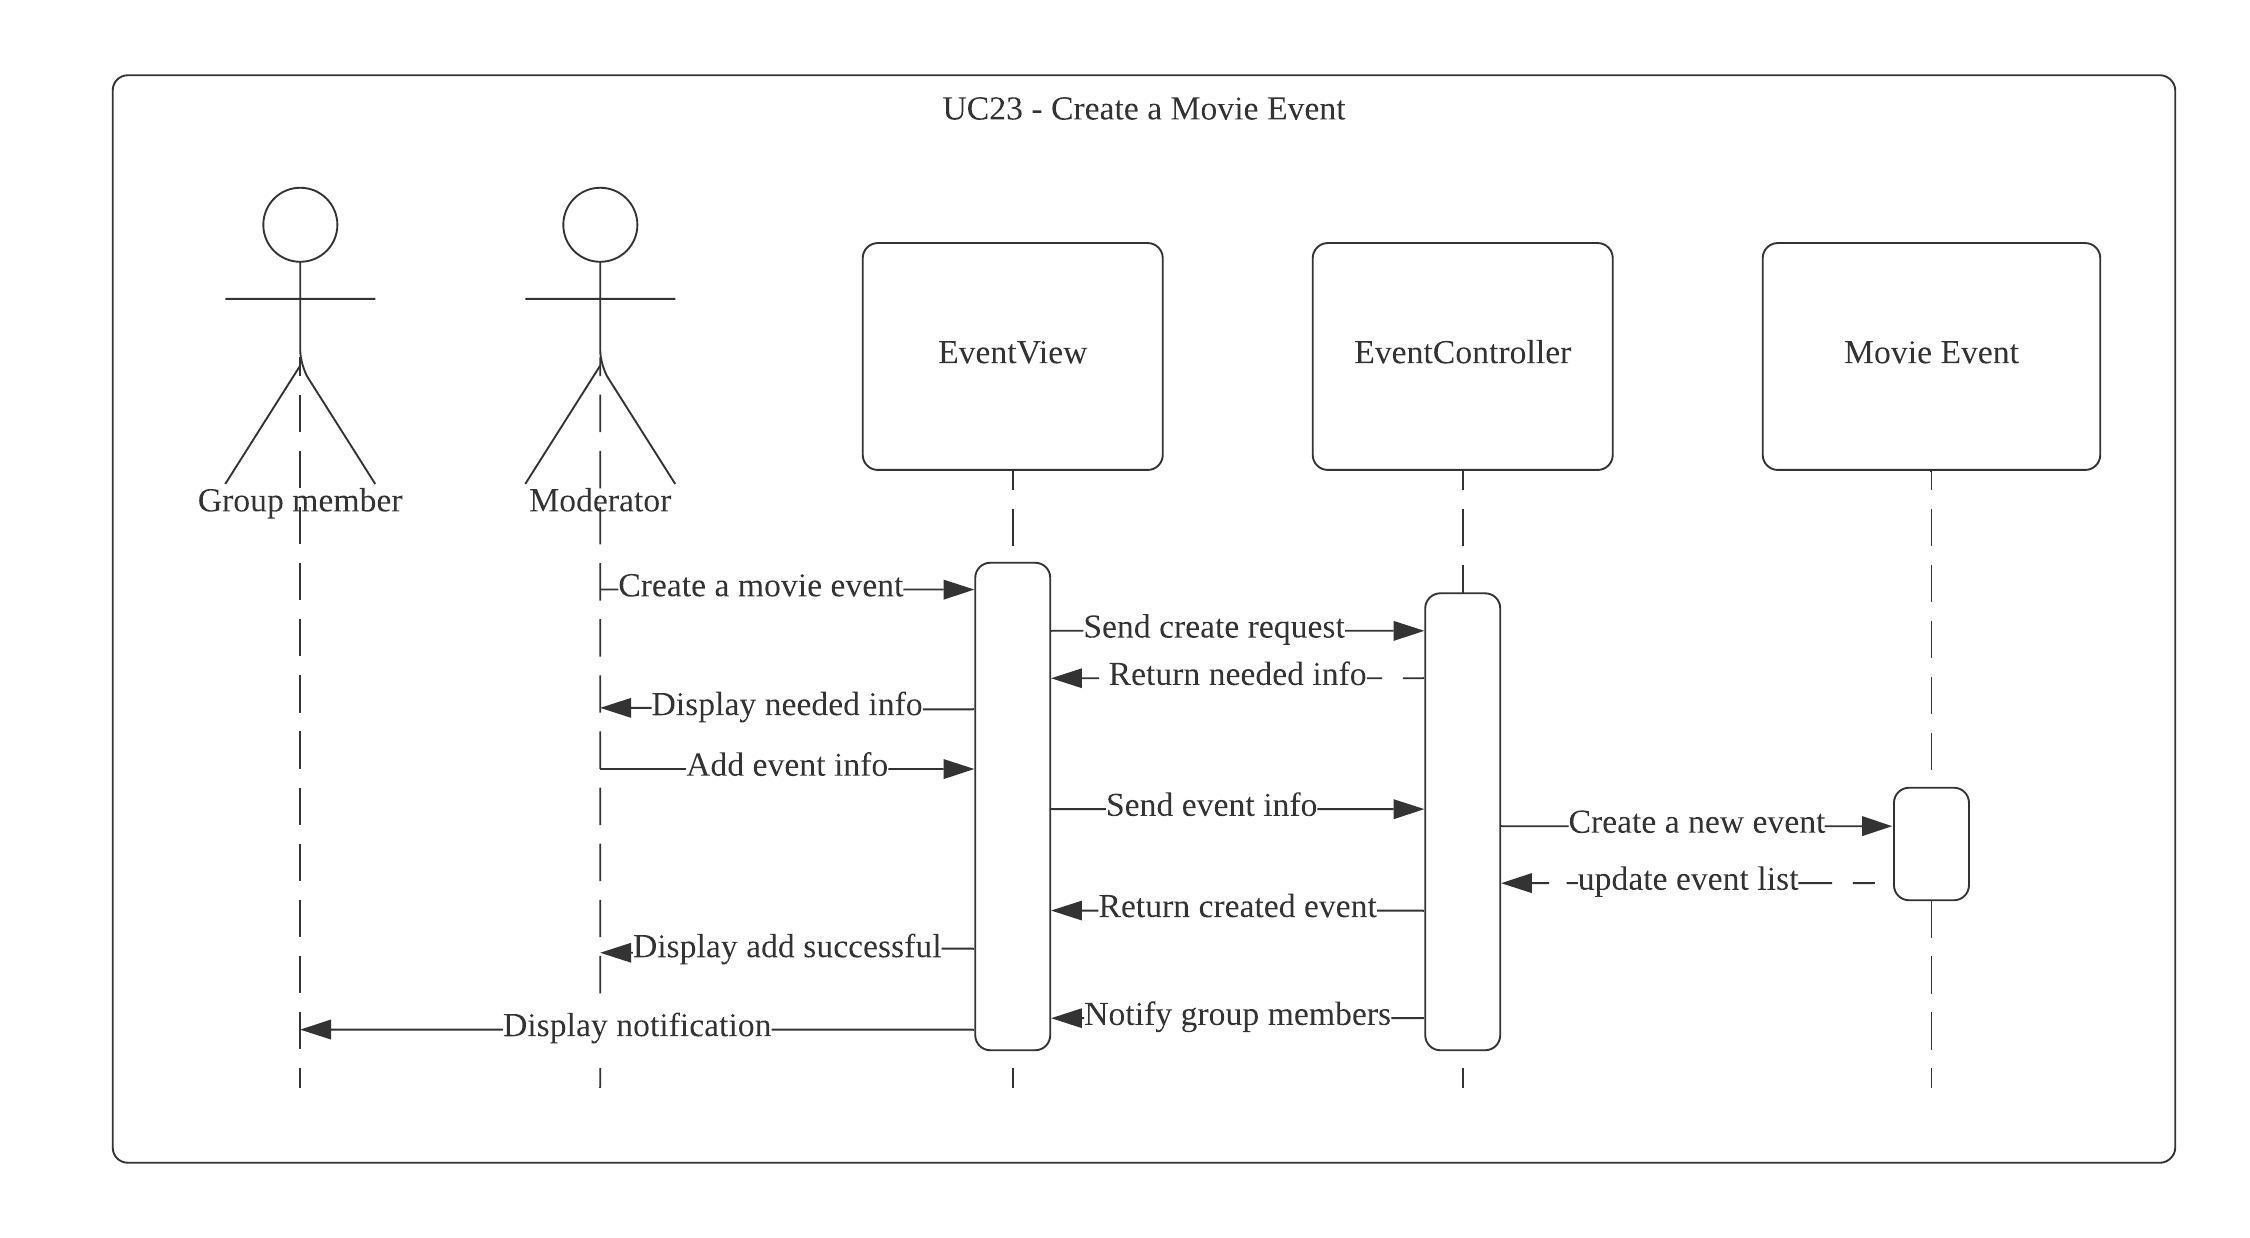 UC23 - Create a Movie Event
EventView
EventController
Movie Event
Group member
Moderator
Create a movie event
Send create request
Return needed info
Display needed info
Add event info
Send event info
Create a new event
update event list
Return created event
Display add successful
Notify group members
Display notification